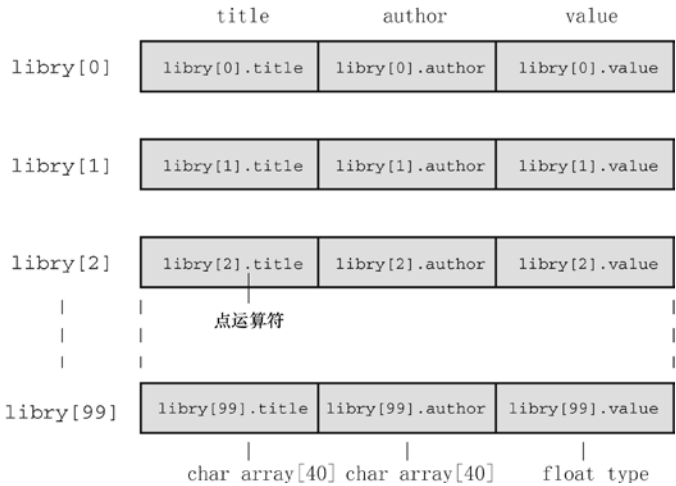 title author value
libry[0] libry[0].title libry[0].author libry[0].value
libry[1] libry[1].title libry[1].author libry[1].value
libry[2] libry[2].title libry[2].author libry[2].value
点运算符
libry[99] libry[99].title libry[99].author libry[99].value
char array[40] char array[40] float type